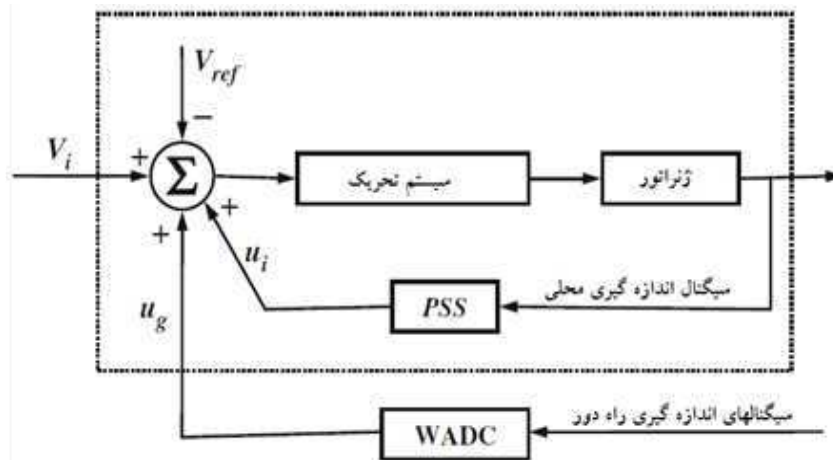 V_ref
−
V_i
+
Σ
+
+
سیستم تحریک
ژنراتور
u_i
u_g
PSS
سیگنال اندازه گیری محلی
WADC
سیگنالهای اندازه گیری راه دور